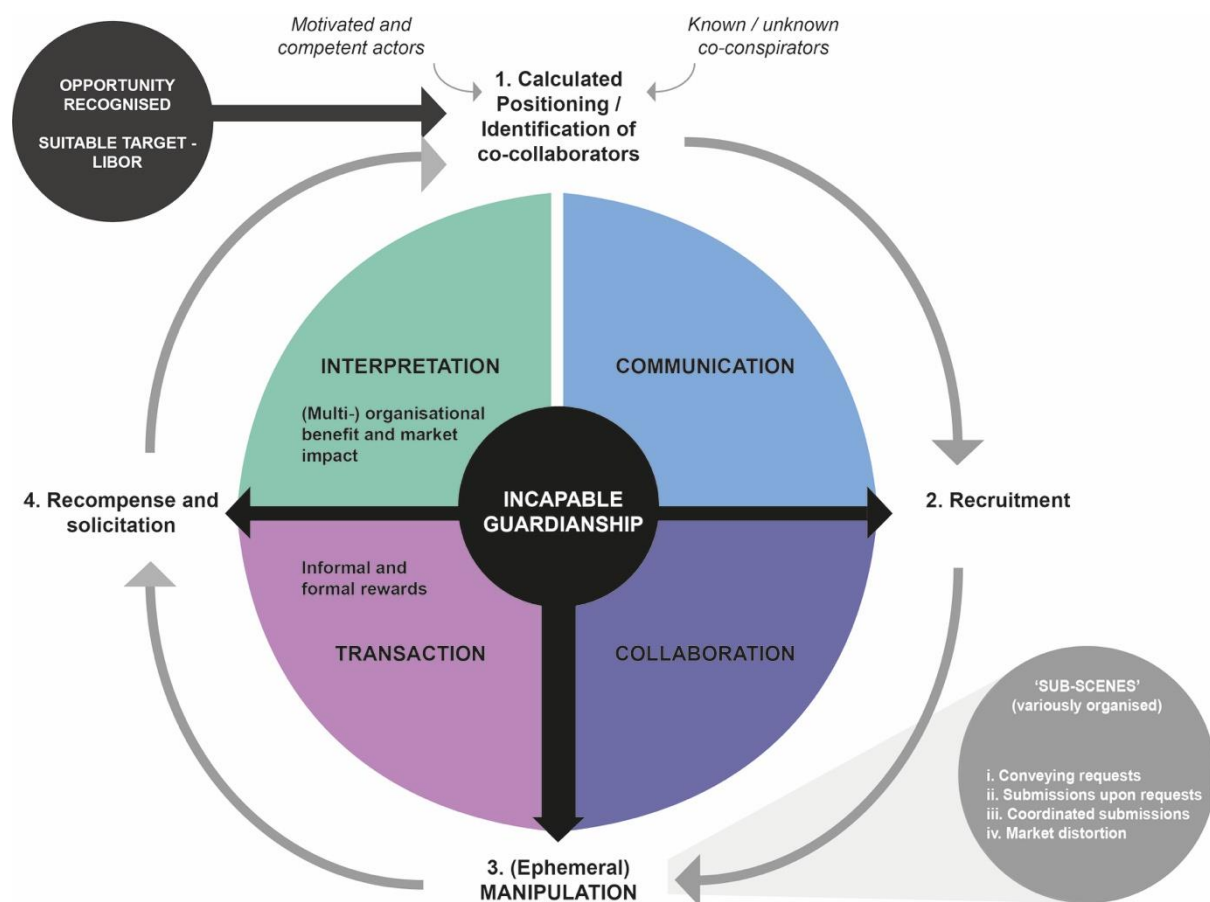 Motivated and
competent actors
Known / unknown
co-conspirators
OPPORTUNITY
RECOGNISED
SUITABLE TARGET -
LIBOR
1. Calculated
Positioning /
Identification of
co-collaborators
INTERPRETATION
(Multi-) organisational
benefit and market
impact
COMMUNICATION
INCAPABLE
GUARDIANSHIP
4. Recompense and
solicitation
2. Recruitment
Informal and
formal rewards
TRANSACTION
COLLABORATION
‘SUB-SCENES’
(variously organised)
i. Conveying requests
ii. Submissions upon requests
iii. Coordinated submissions
iv. Market distortion
3. (Ephemeral)
MANIPULATION